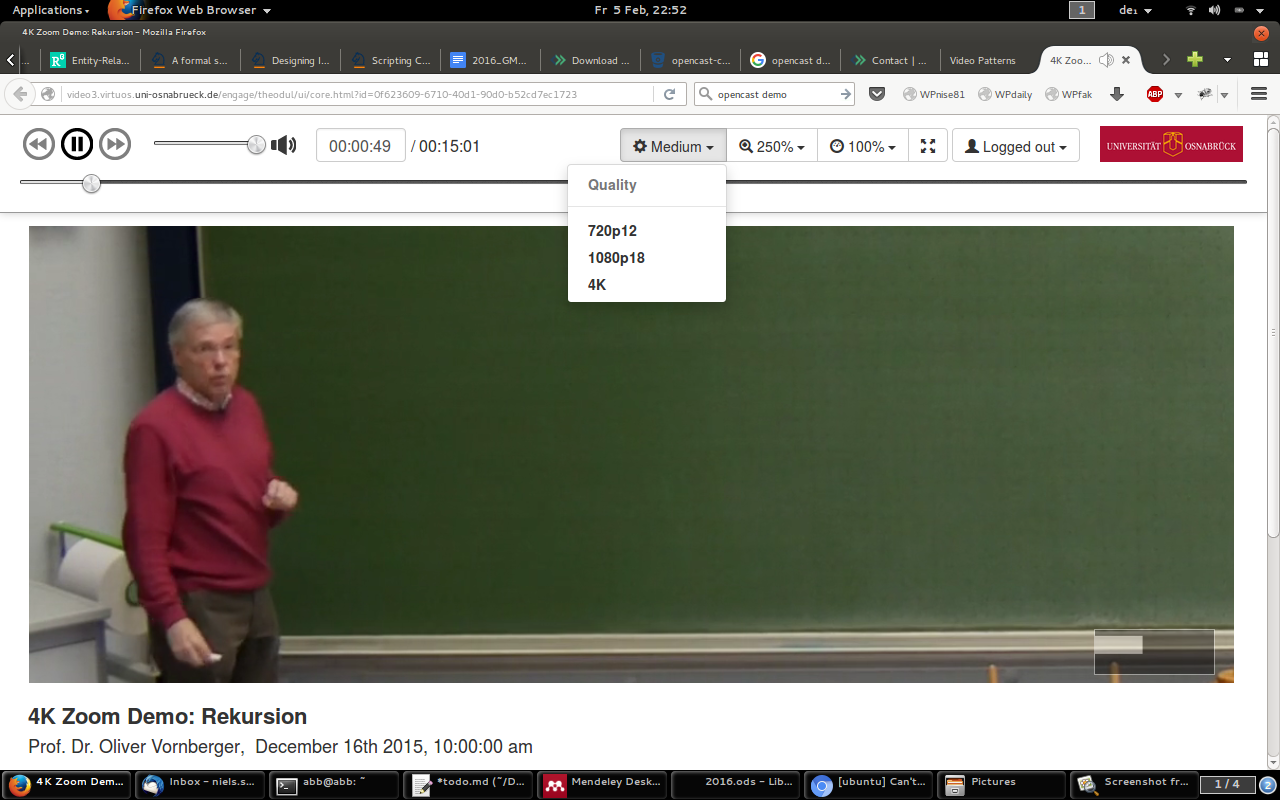 Applications
Firefox Web Browser
Fr 5 Feb, 22:52
1
de₁
4K Zoom Demo: Rekursion – Mozilla Firefox
...
Entity-Rela...
A formal s...
Designing I...
Scripting C...
2016_GM...
Download ...
opencast-c...
opencast d...
Contact | ...
Video Patterns
4K Zoo...
video3.virtuos.uni-osnabrueck.de/engage/theodul/ui/core.html?id=0f623609-6710-40d1-90d0-b52cd7ec1723
opencast demo
WPnise81
WPdaily
WPfak
ABP
00:00:49 / 00:15:01
Medium
250%
100%
Logged out
UNIVERSITÄT OSNABRÜCK
Quality
720p12
1080p18
4K
4K Zoom Demo: Rekursion
Prof. Dr. Oliver Vornberger, December 16th 2015, 10:00:00 am
4K Zoom Dem...
Inbox – niels.s...
abb@abb: ~
*todo.md (~/D...
Mendeley Desk...
2016.ods – Lib...
[ubuntu] Can't...
Pictures
Screenshot fr...
1 / 4
2